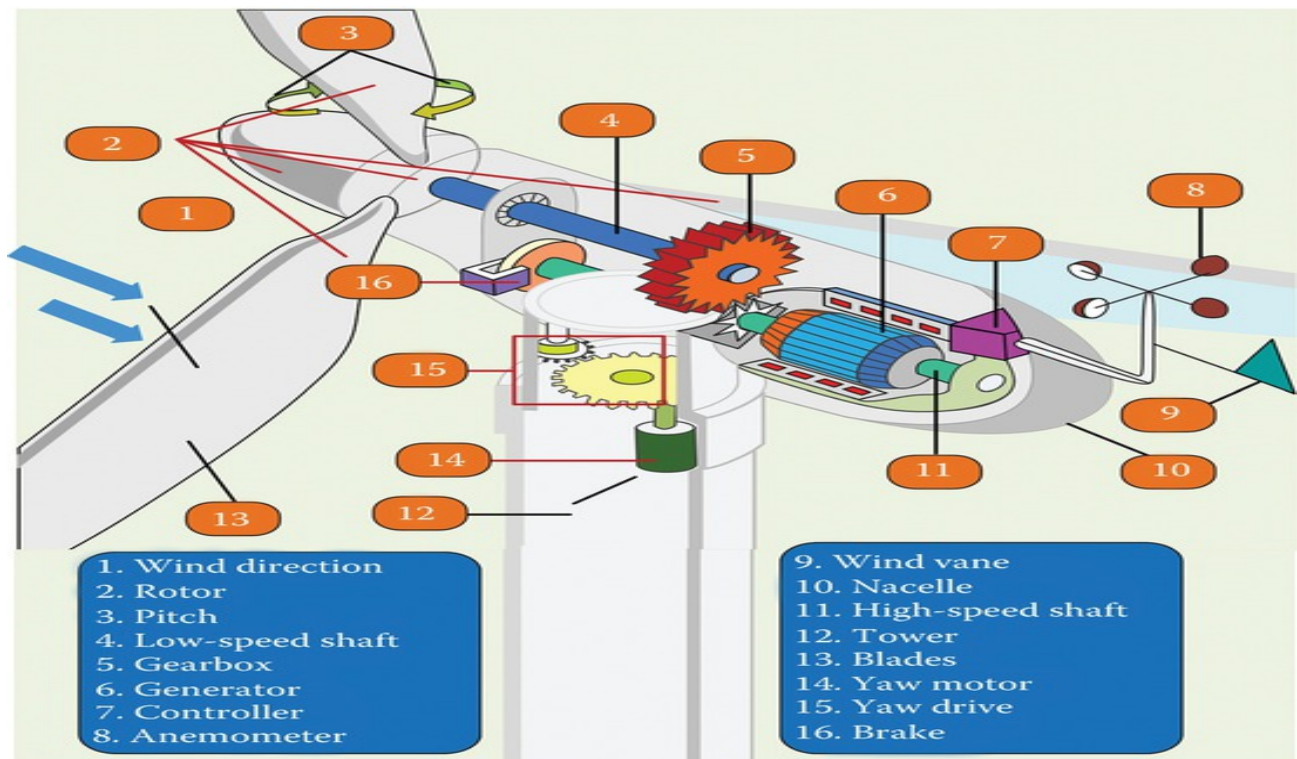 3
4
2
5
6
8
1
7
16
15
9
14
11
10
12
13
1. Wind direction
2. Rotor
3. Pitch
4. Low-speed shaft
5. Gearbox
6. Generator
7. Controller
8. Anemometer
9. Wind vane
10. Nacelle
11. High-speed shaft
12. Tower
13. Blades
14. Yaw motor
15. Yaw drive
16. Brake